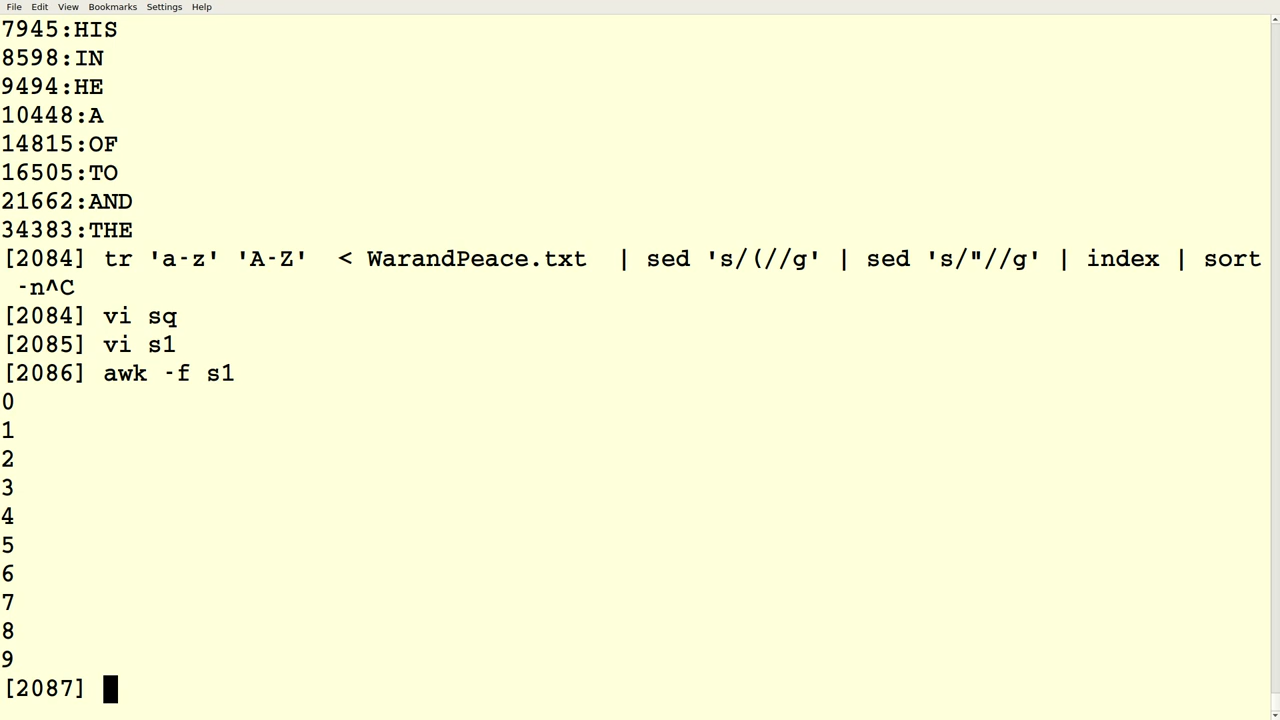 File Edit View Bookmarks Settings Help
7945:HIS
8598:IN
9494:HE
10448:A
14815:OF
16505:TO
21662:AND
34383:THE
[2084] tr 'a-z' 'A-Z'  < WarandPeace.txt  | sed 's/(//g' | sed 's/"//g' | index | sort
 -n^C
[2084] vi sq
[2085] vi s1
[2086] awk -f s1
0
1
2
3
4
5
6
7
8
9
[2087]